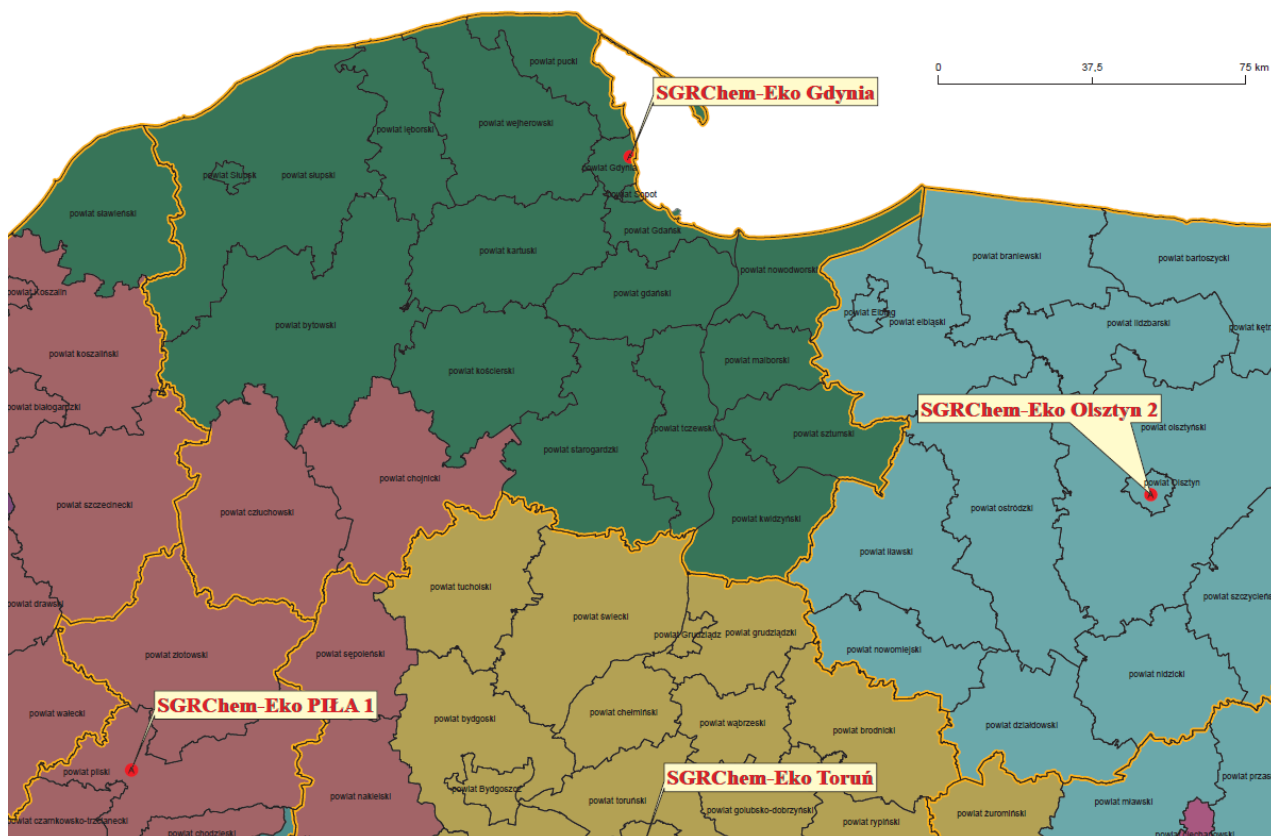 powiat pucki
0 37,5 75 km
SGRChem-Eko Gdynia
powiat lęborski
powiat wejherowski
powiat Gdynia
powiat Słupsk
powiat słupski
powiat Sopot
powiat sławieński
powiat Gdańsk
powiat kartuski
powiat nowodworski
powiat braniewski
powiat bartoszycki
powiat Koszalin
powiat gdański
powiat Elbląg
powiat elbląski
powiat lidzbarski
powiat bytowski
powiat koszaliński
powiat malborski
powiat kościerski
powiat białogardzki
SGRChem-Eko Olsztyn 2
powiat tczewski
powiat sztumski
powiat olsztyński
powiat starogardzki
powiat chojnicki
powiat Olsztyn
powiat szczecinecki
powiat człuchowski
powiat ostródzki
powiat kwidzyński
powiat iławski
powiat tucholski
powiat drawski
powiat świecki
powiat Grudziądz
powiat grudziądzki
powiat złotowski
powiat sępoleński
powiat nowomiejski
powiat nidzicki
SGRChem-Eko PIŁA 1
powiat wałecki
powiat bydgoski
powiat chełmiński
powiat wąbrzeski
powiat brodnicki
powiat działdowski
powiat pilski
SGRChem-Eko Toruń
powiat Bydgoszcz
powiat nakielski
powiat toruński
powiat golubsko-dobrzyński
powiat rypiński
powiat żuromiński
powiat mławski
powiat czarnkowsko-trzcianecki
powiat chodzieski